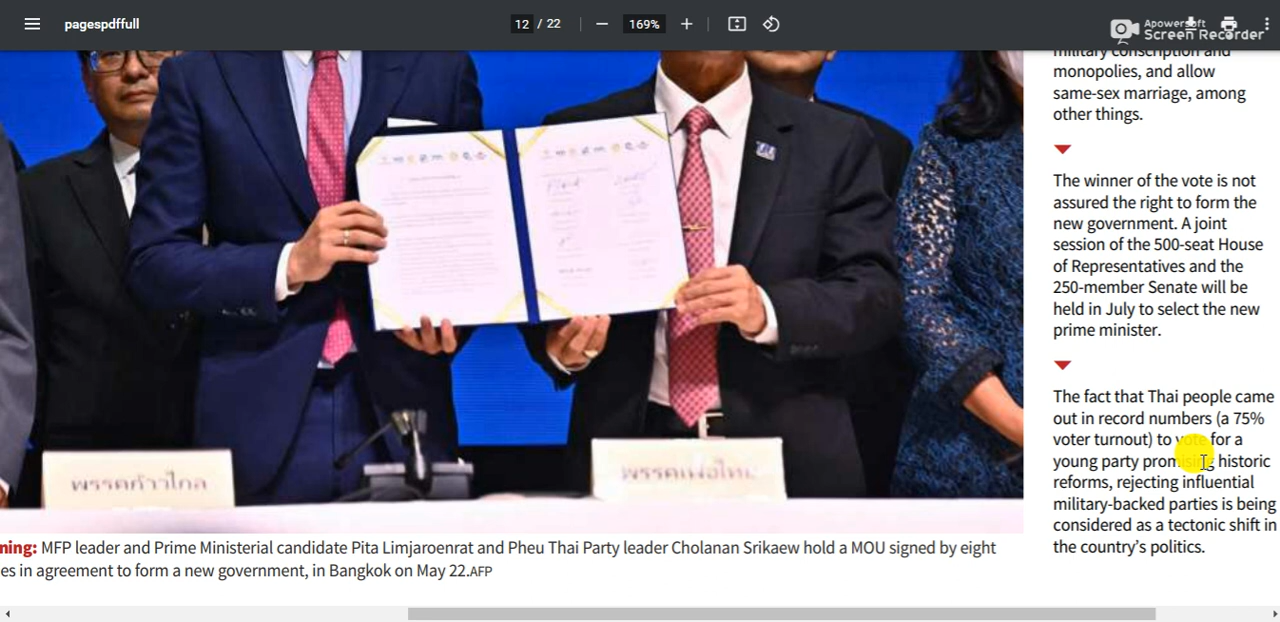 pagespdffull
12 / 22
169%
Apowersoft
Screen Recorder
military conscription and
monopolies, and allow
same-sex marriage, among
other things.
The winner of the vote is not
assured the right to form the
new government. A joint
session of the 500-seat House
of Representatives and the
250-member Senate will be
held in July to select the new
prime minister.
The fact that Thai people came
out in record numbers (a 75%
voter turnout) to vote for a
young party promising historic
reforms, rejecting influential
military-backed parties is being
considered as a tectonic shift in
the country's politics.
พรรคก้าวไกล
พรรคเพื่อไทย
ning: MFP leader and Prime Ministerial candidate Pita Limjaroenrat and Pheu Thai Party leader Cholanan Srikaew hold a MOU signed by eight
es in agreement to form a new government, in Bangkok on May 22.AFP